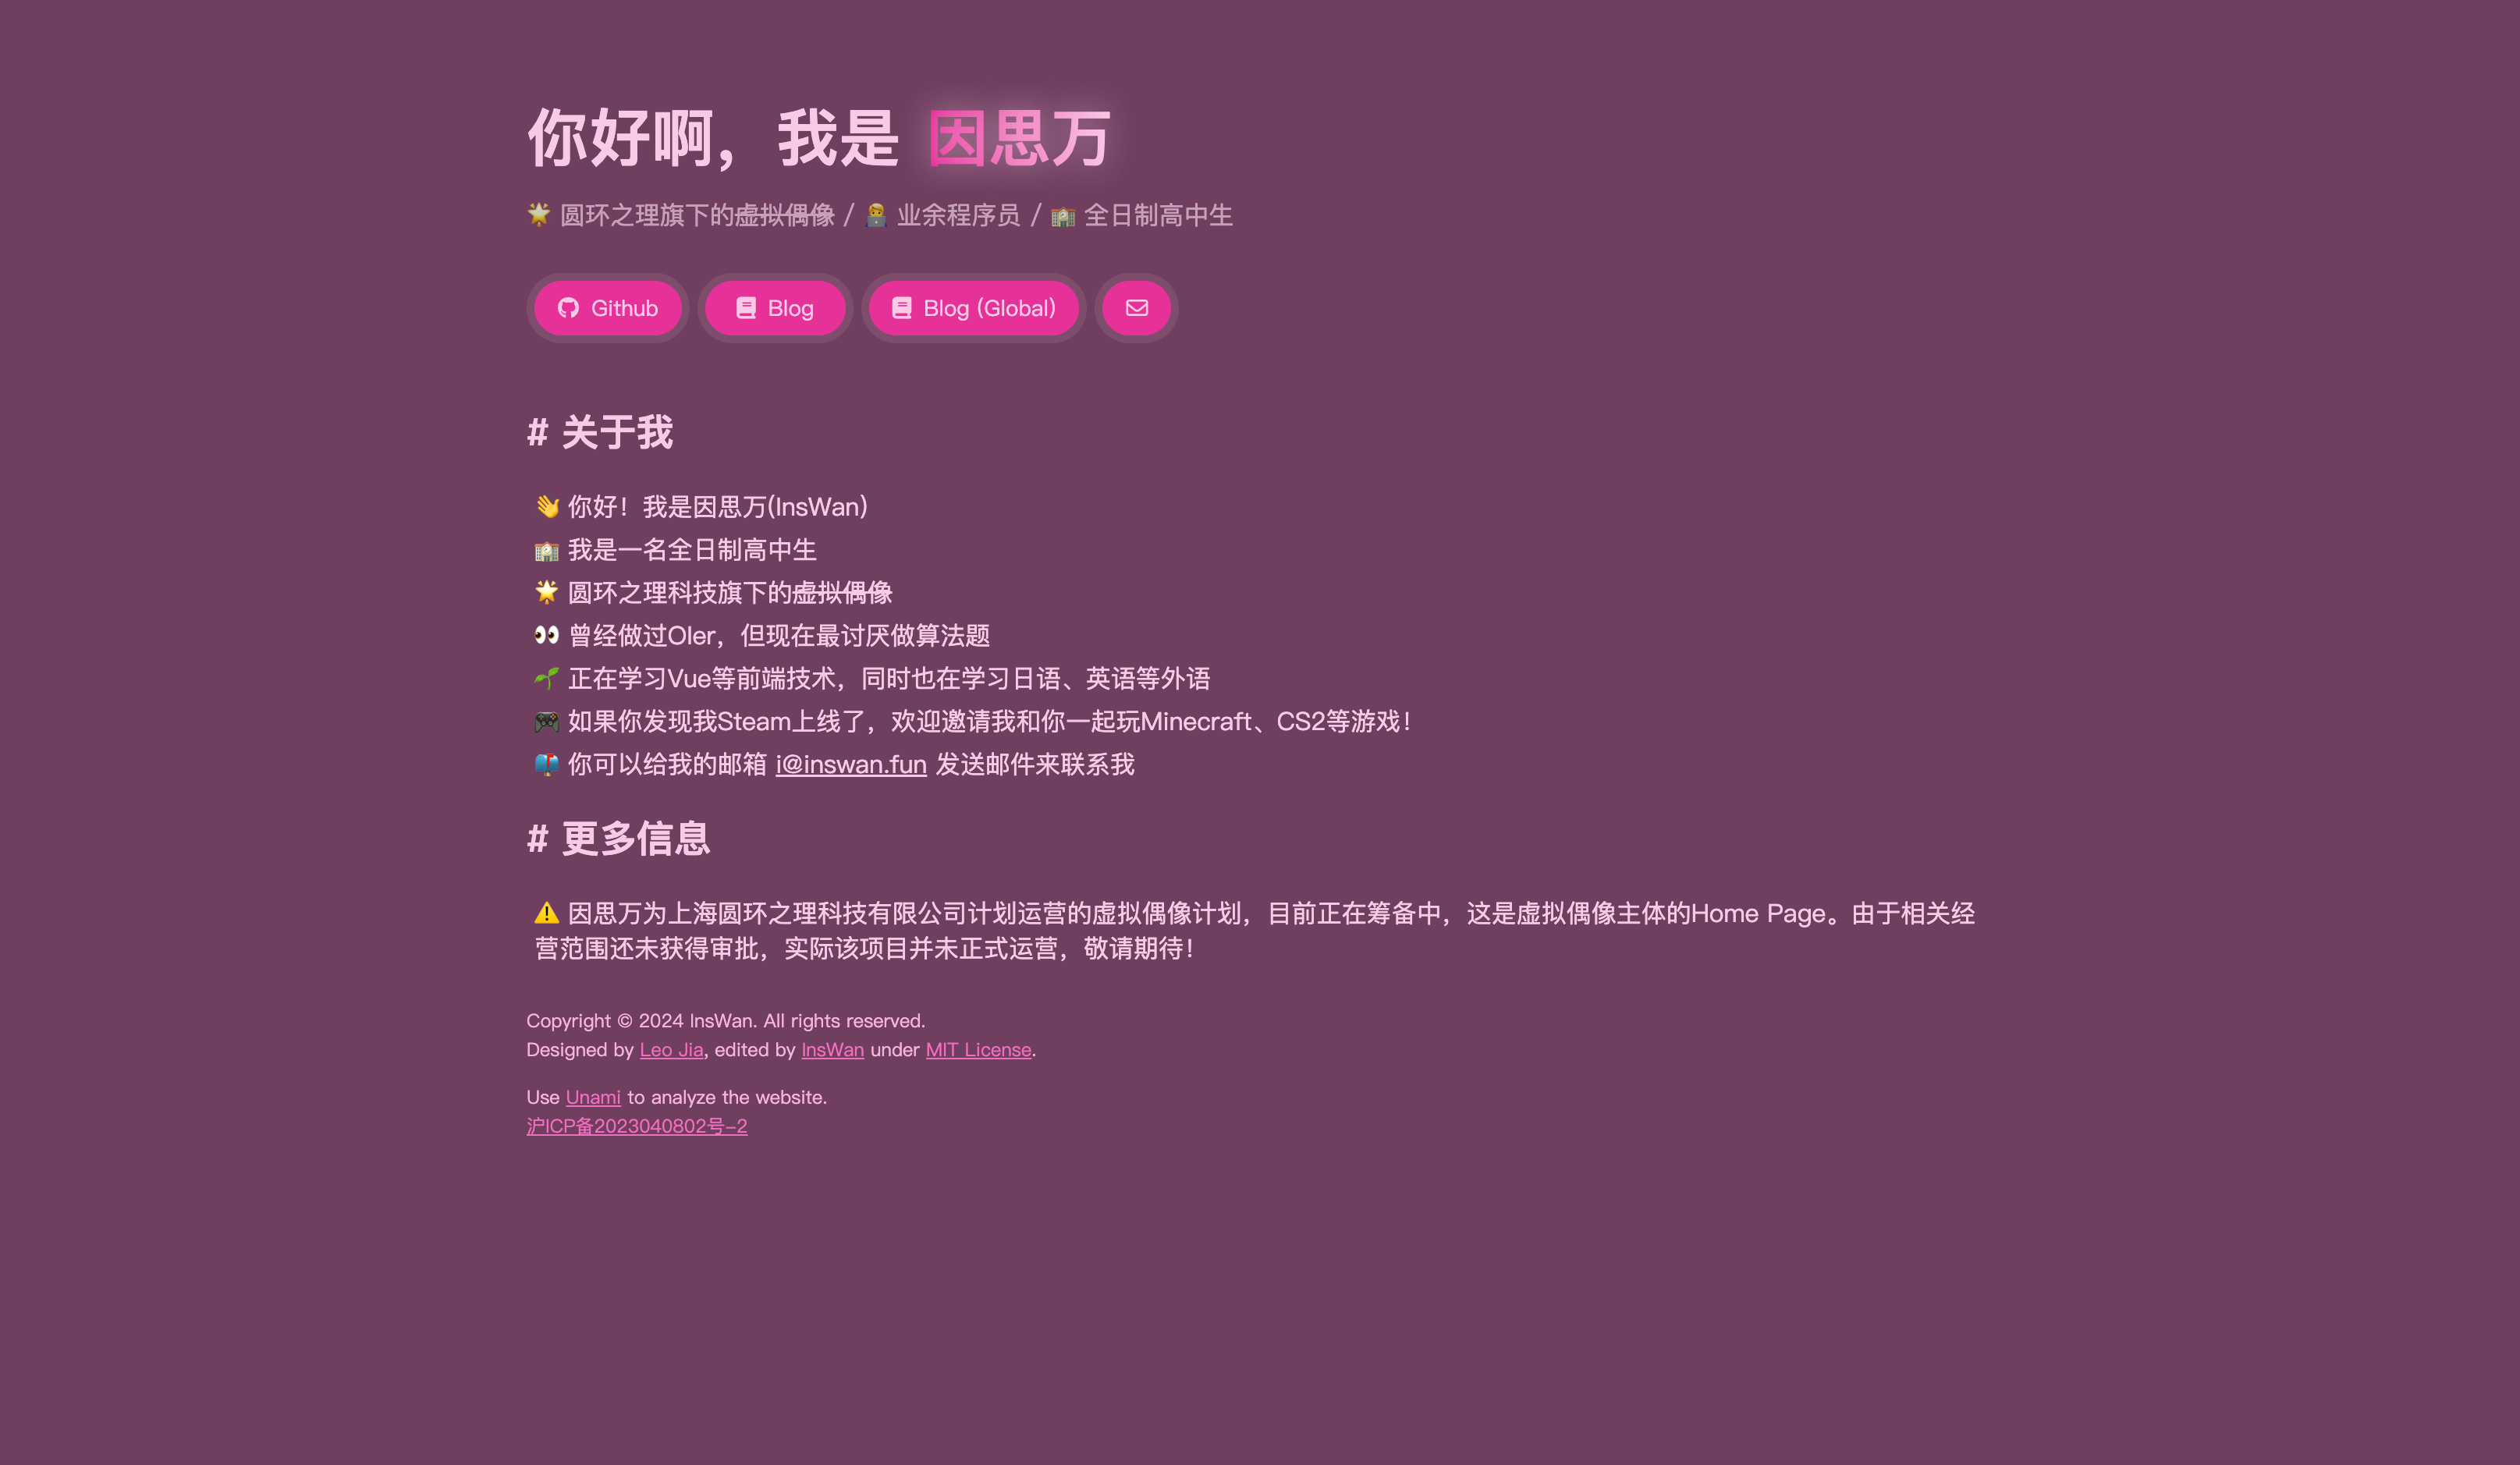 你好啊，我是 因思万
🌟 圆环之理旗下的虚拟偶像 / 🧑‍💻 业余程序员 / 🏫 全日制高中生
Github
Blog
Blog (Global)
# 关于我
👋 你好！我是因思万(InsWan)
🏫 我是一名全日制高中生
🌟 圆环之理科技旗下的虚拟偶像
👀 曾经做过OIer，但现在最讨厌做算法题
🌱 正在学习Vue等前端技术，同时也在学习日语、英语等外语
🎮 如果你发现我Steam上线了，欢迎邀请我和你一起玩Minecraft、CS2等游戏！
📫 你可以给我的邮箱 i@inswan.fun 发送邮件来联系我
# 更多信息
⚠️ 因思万为上海圆环之理科技有限公司计划运营的虚拟偶像计划，目前正在筹备中，这是虚拟偶像主体的Home Page。由于相关经
营范围还未获得审批，实际该项目并未正式运营，敬请期待！
Copyright © 2024 InsWan. All rights reserved.
Designed by Leo Jia, edited by InsWan under MIT License.
Use Unami to analyze the website.
沪ICP备2023040802号-2